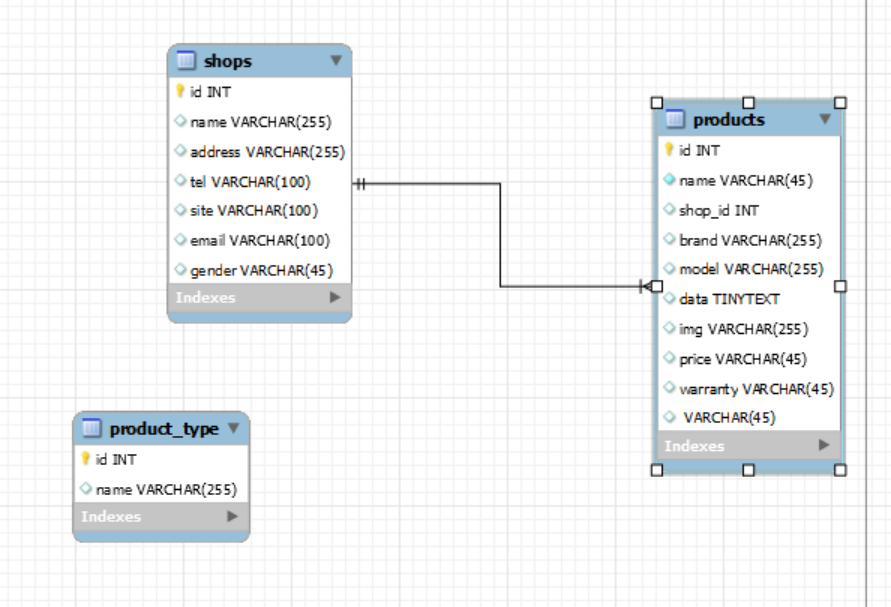 shops
id INT
name VARCHAR(255)
address VARCHAR(255)
tel VARCHAR(100)
site VARCHAR(100)
email VARCHAR(100)
gender VARCHAR(45)
Indexes
products
id INT
name VARCHAR(45)
shop_id INT
brand VARCHAR(255)
model VARCHAR(255)
data TINYTEXT
img VARCHAR(255)
price VARCHAR(45)
warranty VARCHAR(45)
VARCHAR(45)
Indexes
product_type
id INT
name VARCHAR(255)
Indexes